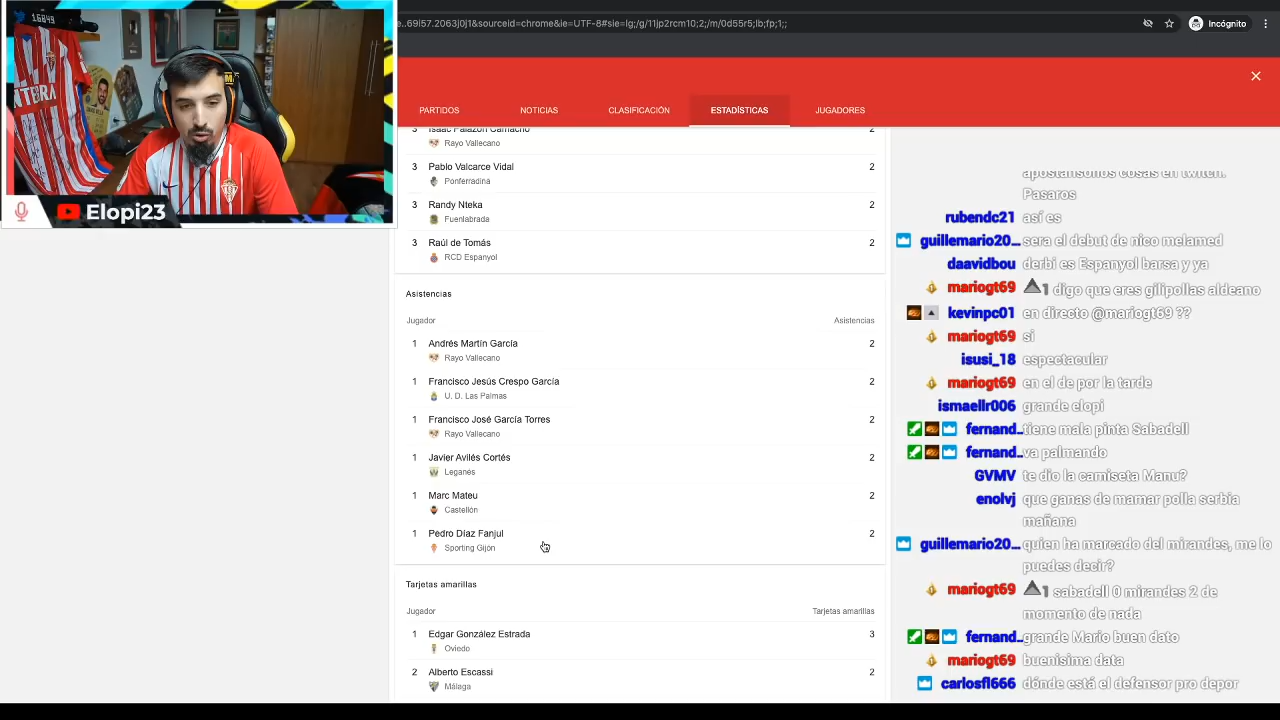 16849
e..69i57.2063j0j1&sourceid=chrome&ie=UTF-8#sie=lg;/g/11jp2rcm10;2;/m/0d55r5;lb;fp;1;;
Incógnito
PARTIDOS
NOTICIAS
CLASIFICACIÓN
ESTADÍSTICAS
JUGADORES
Elopi23
3 Isaac Palazón Camacho 2
Rayo Vallecano
3 Pablo Valcarce Vidal 2
Ponferradina
3 Randy Nteka 2
Fuenlabrada
3 Raúl de Tomás 2
RCD Espanyol
Asistencias
Jugador Asistencias
1 Andrés Martín García 2
Rayo Vallecano
1 Francisco Jesús Crespo García 2
U. D. Las Palmas
1 Francisco José García Torres 2
Rayo Vallecano
1 Javier Avilés Cortés 2
Leganés
1 Marc Mateu 2
Castellón
1 Pedro Díaz Fanjul 2
Sporting Gijón
Tarjetas amarillas
Jugador Tarjetas amarillas
1 Edgar González Estrada 3
Oviedo
2 Alberto Escassi 2
Málaga
apostansonos cosas en twitch.
Pasaros
rubendc21 así es
guillemario20... sera el debut de nico melamed
daavidbou derbi es Espanyol barsa y ya
mariogt69 1 digo que eres gilipollas aldeano
kevinpc01 en directo @mariogt69 ??
mariogt69 si
isusi_18 espectacular
mariogt69 en el de por la tarde
ismaellr006 grande elopi
fernand... tiene mala pinta Sabadell
fernand... va palmando
GVMV te dio la camiseta Manu?
enolvj que ganas de mamar polla serbia
mañana
guillemario20... quien ha marcado del mirandes, me lo
puedes decir?
mariogt69 1 sabadell 0 mirandes 2 de
momento de nada
fernand... grande Mario buen dato
mariogt69 buenisima data
carlosfl666 dónde está el defensor pro depor